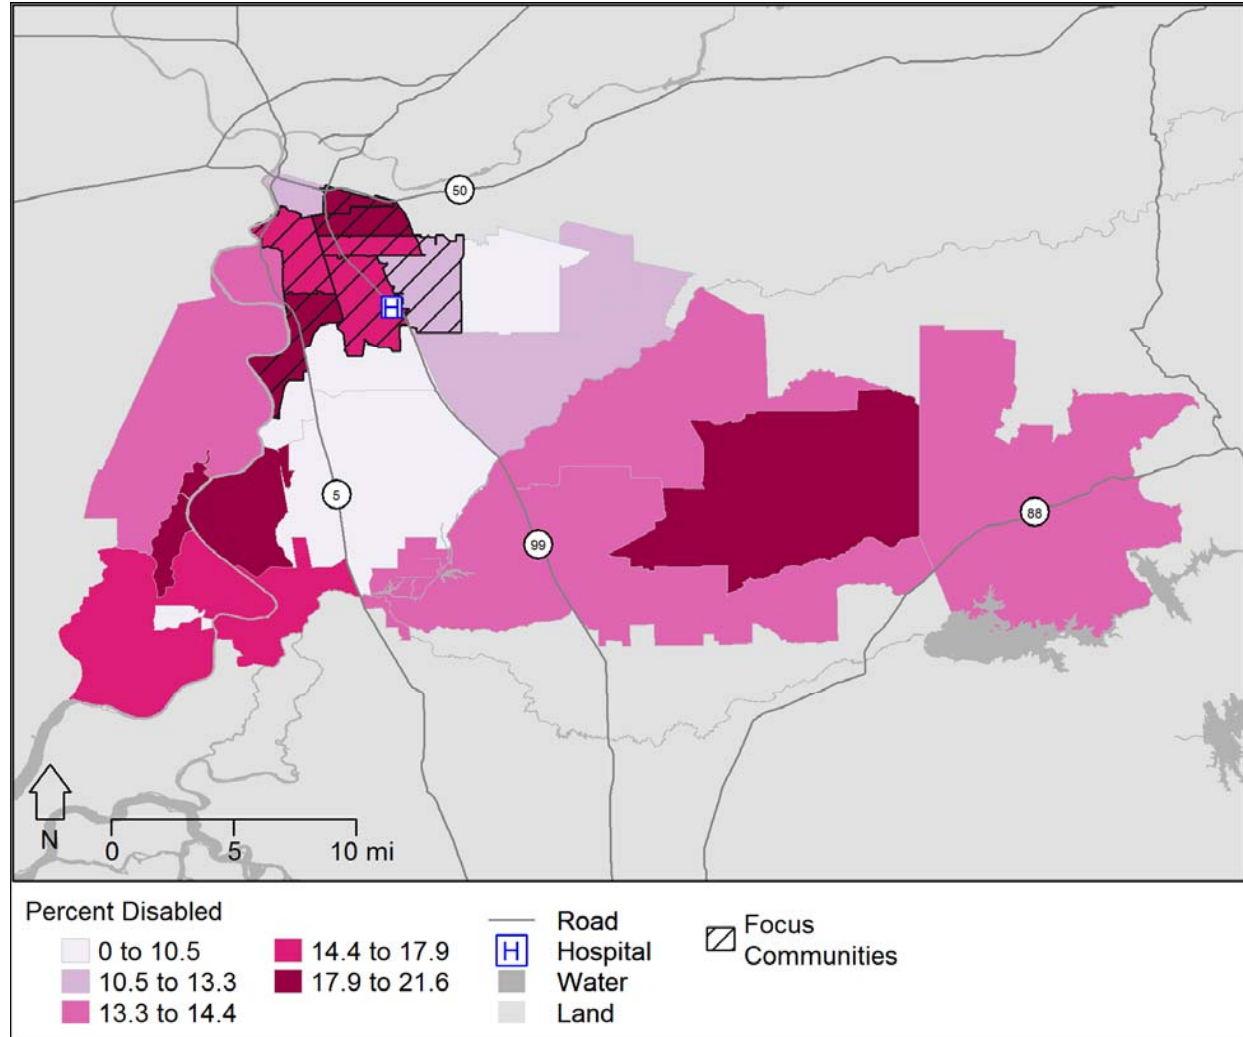 50
5
99
88
H
N
0 5 10 mi
Percent Disabled
0 to 10.5
10.5 to 13.3
13.3 to 14.4
14.4 to 17.9
17.9 to 21.6
Road
H Hospital
Water
Land
Focus
Communities